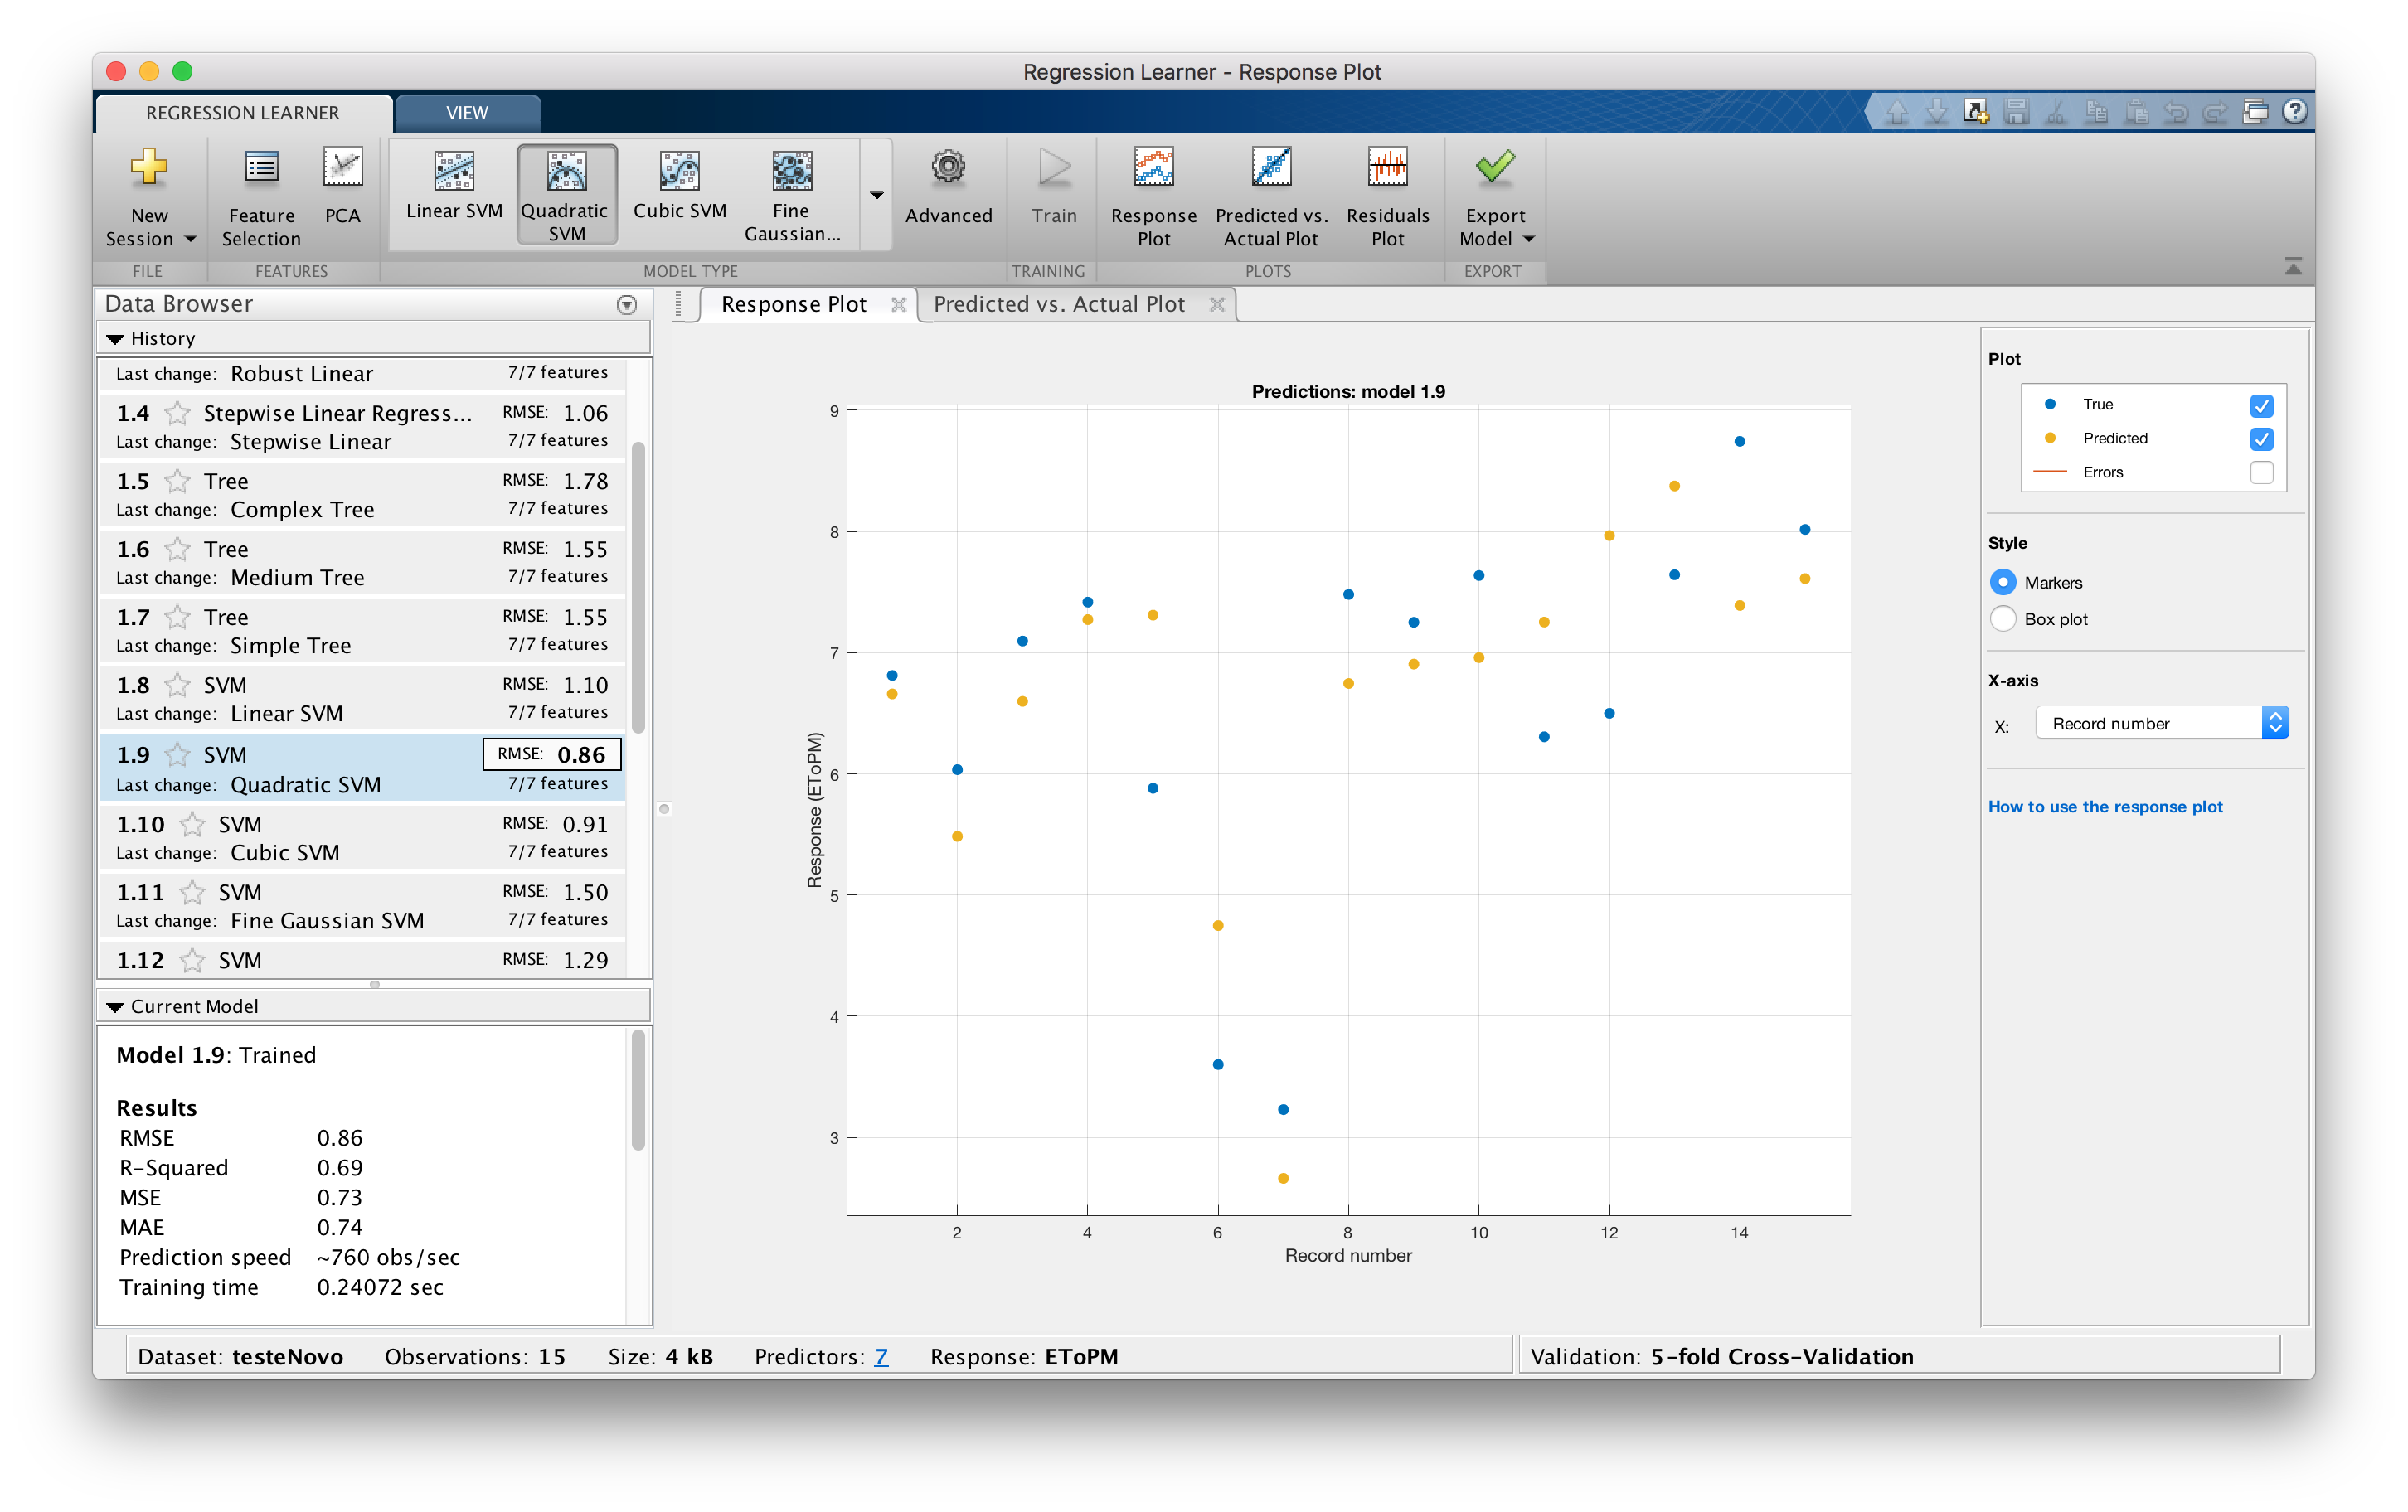 Regression Learner - Response Plot
REGRESSION LEARNER
VIEW
New
Session
Feature
Selection
PCA
Linear SVM
Quadratic
SVM
Cubic SVM
Fine
Gaussian...
Advanced
Train
Response
Plot
Predicted vs.
Actual Plot
Residuals
Plot
Export
Model
FILE
FEATURES
MODEL TYPE
TRAINING
PLOTS
EXPORT
Data Browser
History
Last change: Robust Linear 7/7 features
1.4 Stepwise Linear Regress... RMSE: 1.06
Last change: Stepwise Linear 7/7 features
1.5 Tree RMSE: 1.78
Last change: Complex Tree 7/7 features
1.6 Tree RMSE: 1.55
Last change: Medium Tree 7/7 features
1.7 Tree RMSE: 1.55
Last change: Simple Tree 7/7 features
1.8 SVM RMSE: 1.10
Last change: Linear SVM 7/7 features
1.9 SVM RMSE: 0.86
Last change: Quadratic SVM 7/7 features
1.10 SVM RMSE: 0.91
Last change: Cubic SVM 7/7 features
1.11 SVM RMSE: 1.50
Last change: Fine Gaussian SVM 7/7 features
1.12 SVM RMSE: 1.29
Current Model
Model 1.9: Trained
Results
RMSE 0.86
R-Squared 0.69
MSE 0.73
MAE 0.74
Prediction speed ~760 obs/sec
Training time 0.24072 sec
Response Plot
Predicted vs. Actual Plot
Predictions: model 1.9
9
8
7
6
5
4
3
Response (EToPM)
2 4 6 8 10 12 14
Record number
Plot
True
Predicted
Errors
Style
Markers
Box plot
X-axis
X: Record number
How to use the response plot
Dataset: testeNovo Observations: 15 Size: 4 kB Predictors: 7 Response: EToPM
Validation: 5-fold Cross-Validation